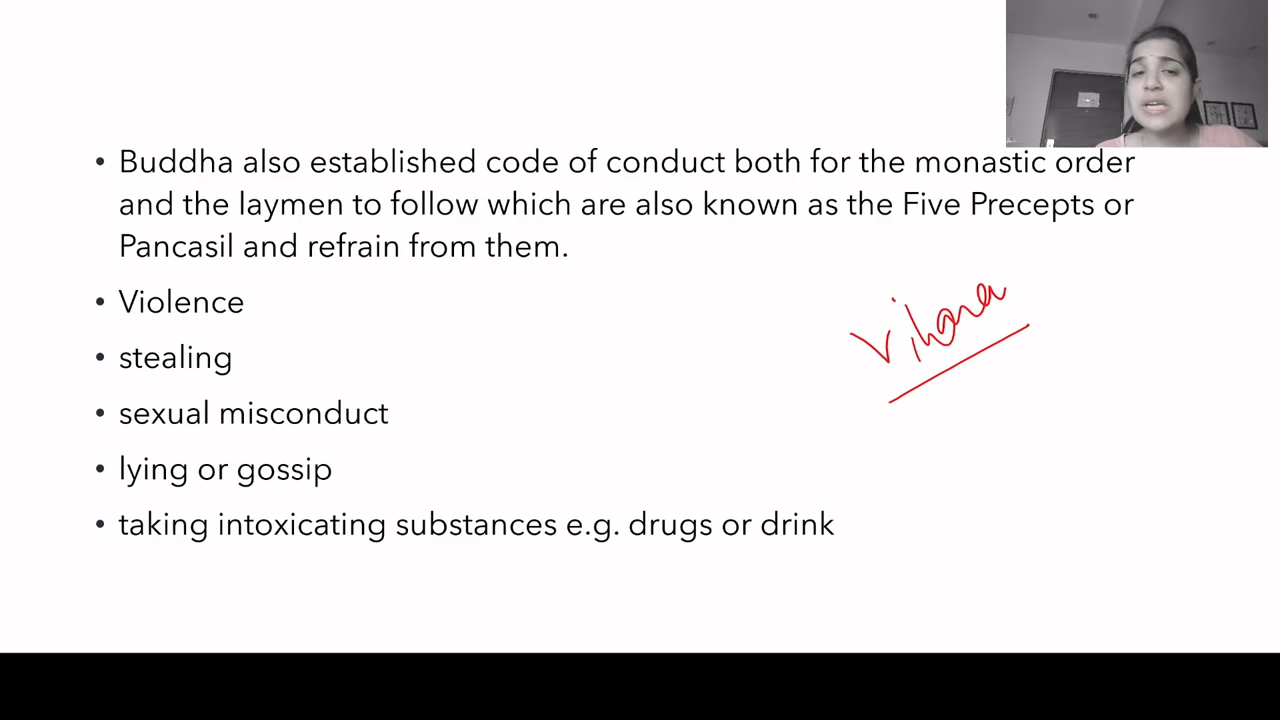 • Buddha also established code of conduct both for the monastic order
and the laymen to follow which are also known as the Five Precepts or
Pancasil and refrain from them.
• Violence
• stealing
• sexual misconduct
• lying or gossip
• taking intoxicating substances e.g. drugs or drink
Vihara